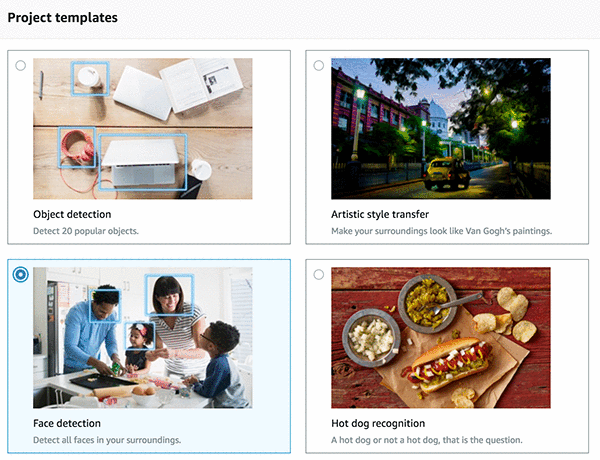 Project templates
Object detection
Detect 20 popular objects.
Artistic style transfer
Make your surroundings look like Van Gogh's paintings.
Face detection
Detect all faces in your surroundings.
Hot dog recognition
A hot dog or not a hot dog, that is the question.